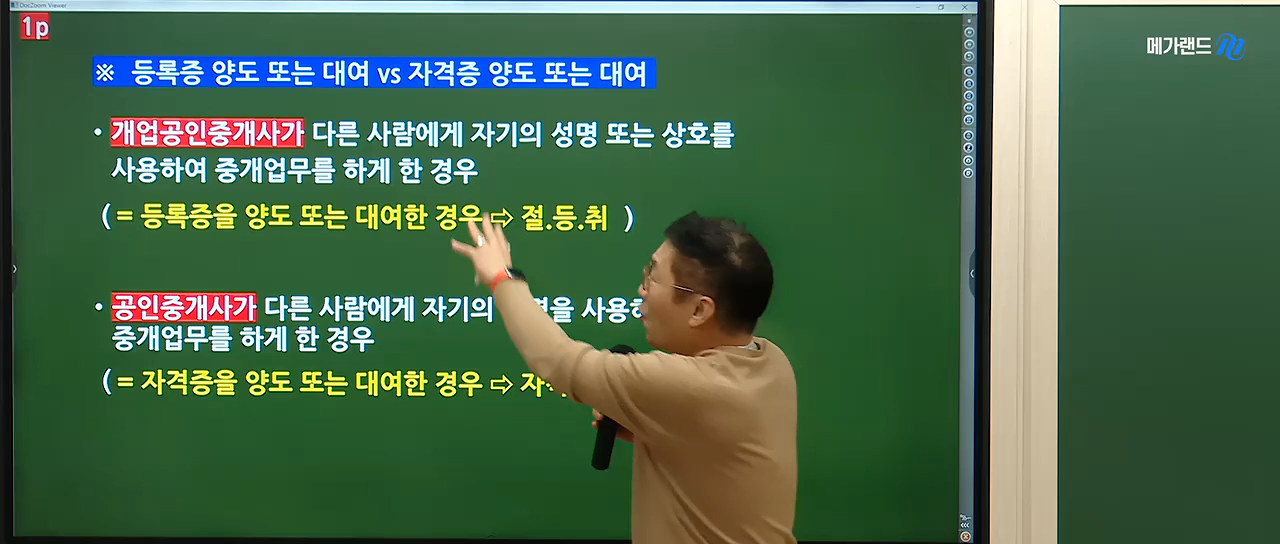 DocZoom Viewer
1p
메가랜드
※ 등록증 양도 또는 대여 vs 자격증 양도 또는 대여
• 개업공인중개사가 다른 사람에게 자기의 성명 또는 상호를
사용하여 중개업무를 하게 한 경우
( = 등록증을 양도 또는 대여한 경우 ⇨ 절.등.취 )
• 공인중개사가 다른 사람에게 자기의 사용하
중개업무를 하게 한 경우
( = 자격증을 양도 또는 대여한 경우 ⇨